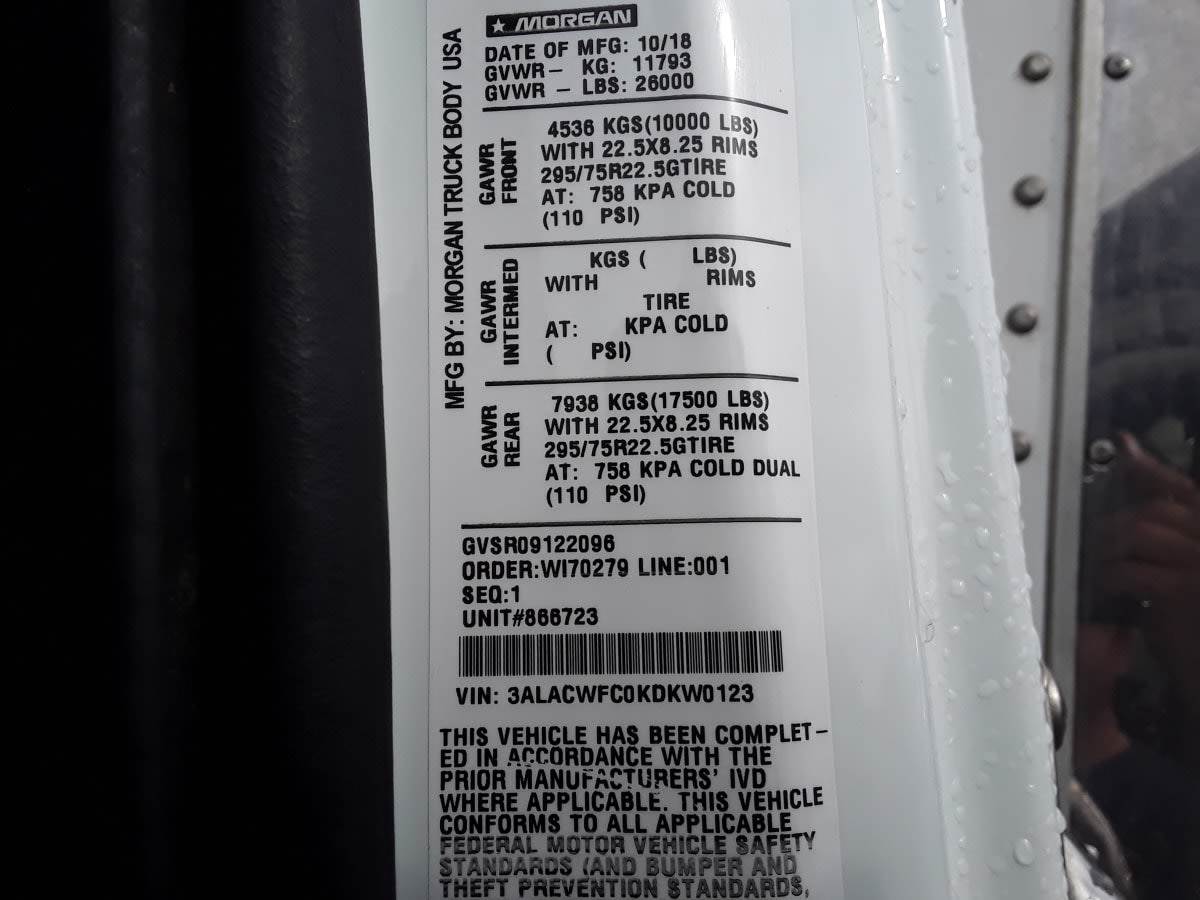 MORGAN
DATE OF MFG: 10/18
GVWR- KG: 11793
GVWR - LBS: 26000
MFG BY: MORGAN TRUCK BODY USA
GAWR FRONT
4536 KGS(10000 LBS)
WITH 22.5X8.25 RIMS
295/75R22.5GTIRE
AT: 758 KPA COLD
(110 PSI)
GAWR INTERMED
KGS ( LBS)
WITH RIMS
TIRE
AT: KPA COLD
( PSI)
GAWR REAR
7938 KGS(17500 LBS)
WITH 22.5X8.25 RIMS
295/75R22.5GTIRE
AT: 758 KPA COLD DUAL
(110 PSI)
GVSR09122096
ORDER:WI70279 LINE:001
SEQ:1
UNIT#866723
VIN: 3ALACWFC0KDKW0123
THIS VEHICLE HAS BEEN COMPLET-
ED IN ACCORDANCE WITH THE
PRIOR MANUFACTURERS' IVD
WHERE APPLICABLE. THIS VEHICLE
CONFORMS TO ALL APPLICABLE
FEDERAL MOTOR VEHICLE SAFETY
STANDARDS (AND BUMPER AND
THEFT PREVENTION STANDARDS,